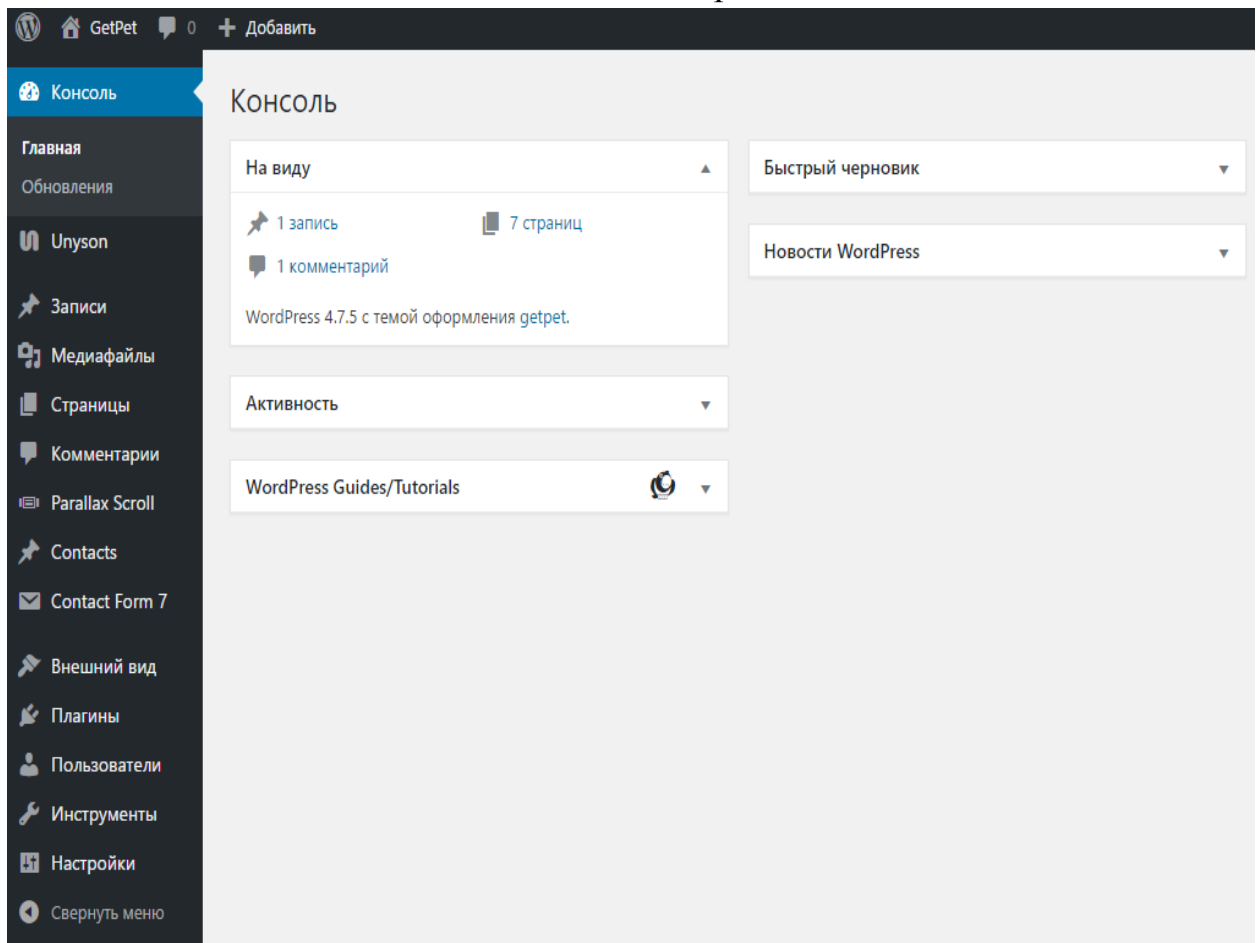 GetPet 0 Добавить
Консоль
Главная
Обновления
Unyson
Записи
Медиафайлы
Страницы
Комментарии
Parallax Scroll
Contacts
Contact Form 7
Внешний вид
Плагины
Пользователи
Инструменты
Настройки
Свернуть меню
Консоль
На виду
1 запись 7 страниц
1 комментарий
WordPress 4.7.5 с темой оформления getpet.
Активность
WordPress Guides/Tutorials
Быстрый черновик
Новости WordPress